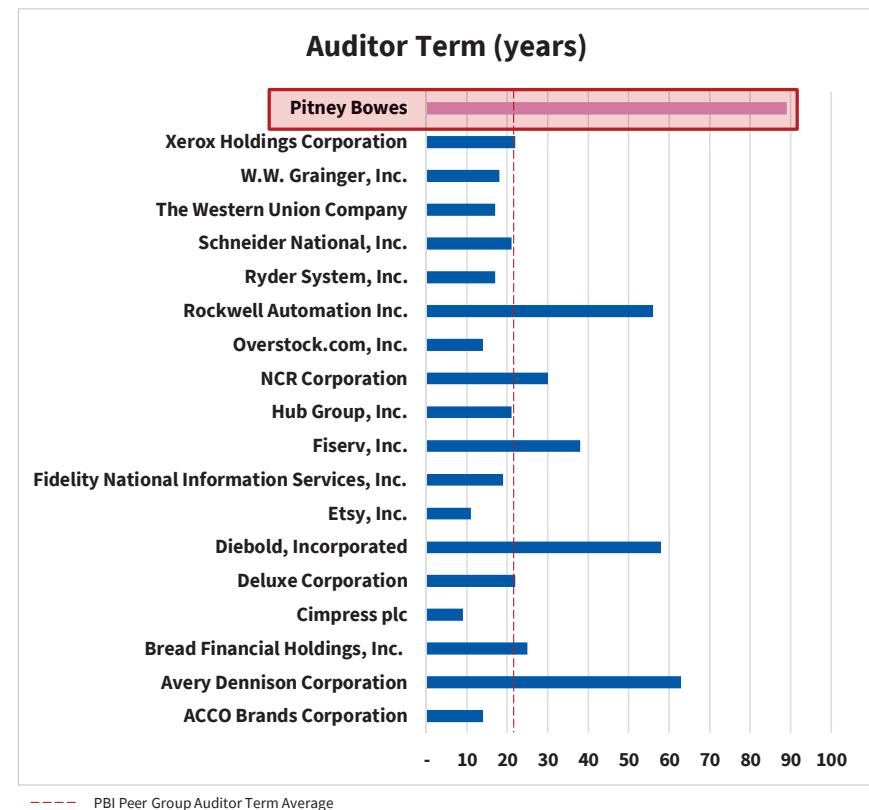 Auditor Term (years)
Pitney Bowes
Xerox Holdings Corporation
W.W. Grainger, Inc.
The Western Union Company
Schneider National, Inc.
Ryder System, Inc.
Rockwell Automation Inc.
Overstock.com, Inc.
NCR Corporation
Hub Group, Inc.
Fiserv, Inc.
Fidelity National Information Services, Inc.
Etsy, Inc.
Diebold, Incorporated
Deluxe Corporation
Cimpress plc
Bread Financial Holdings, Inc.
Avery Dennison Corporation
ACCO Brands Corporation
- 10 20 30 40 50 60 70 80 90 100
PBI Peer Group Auditor Term Average